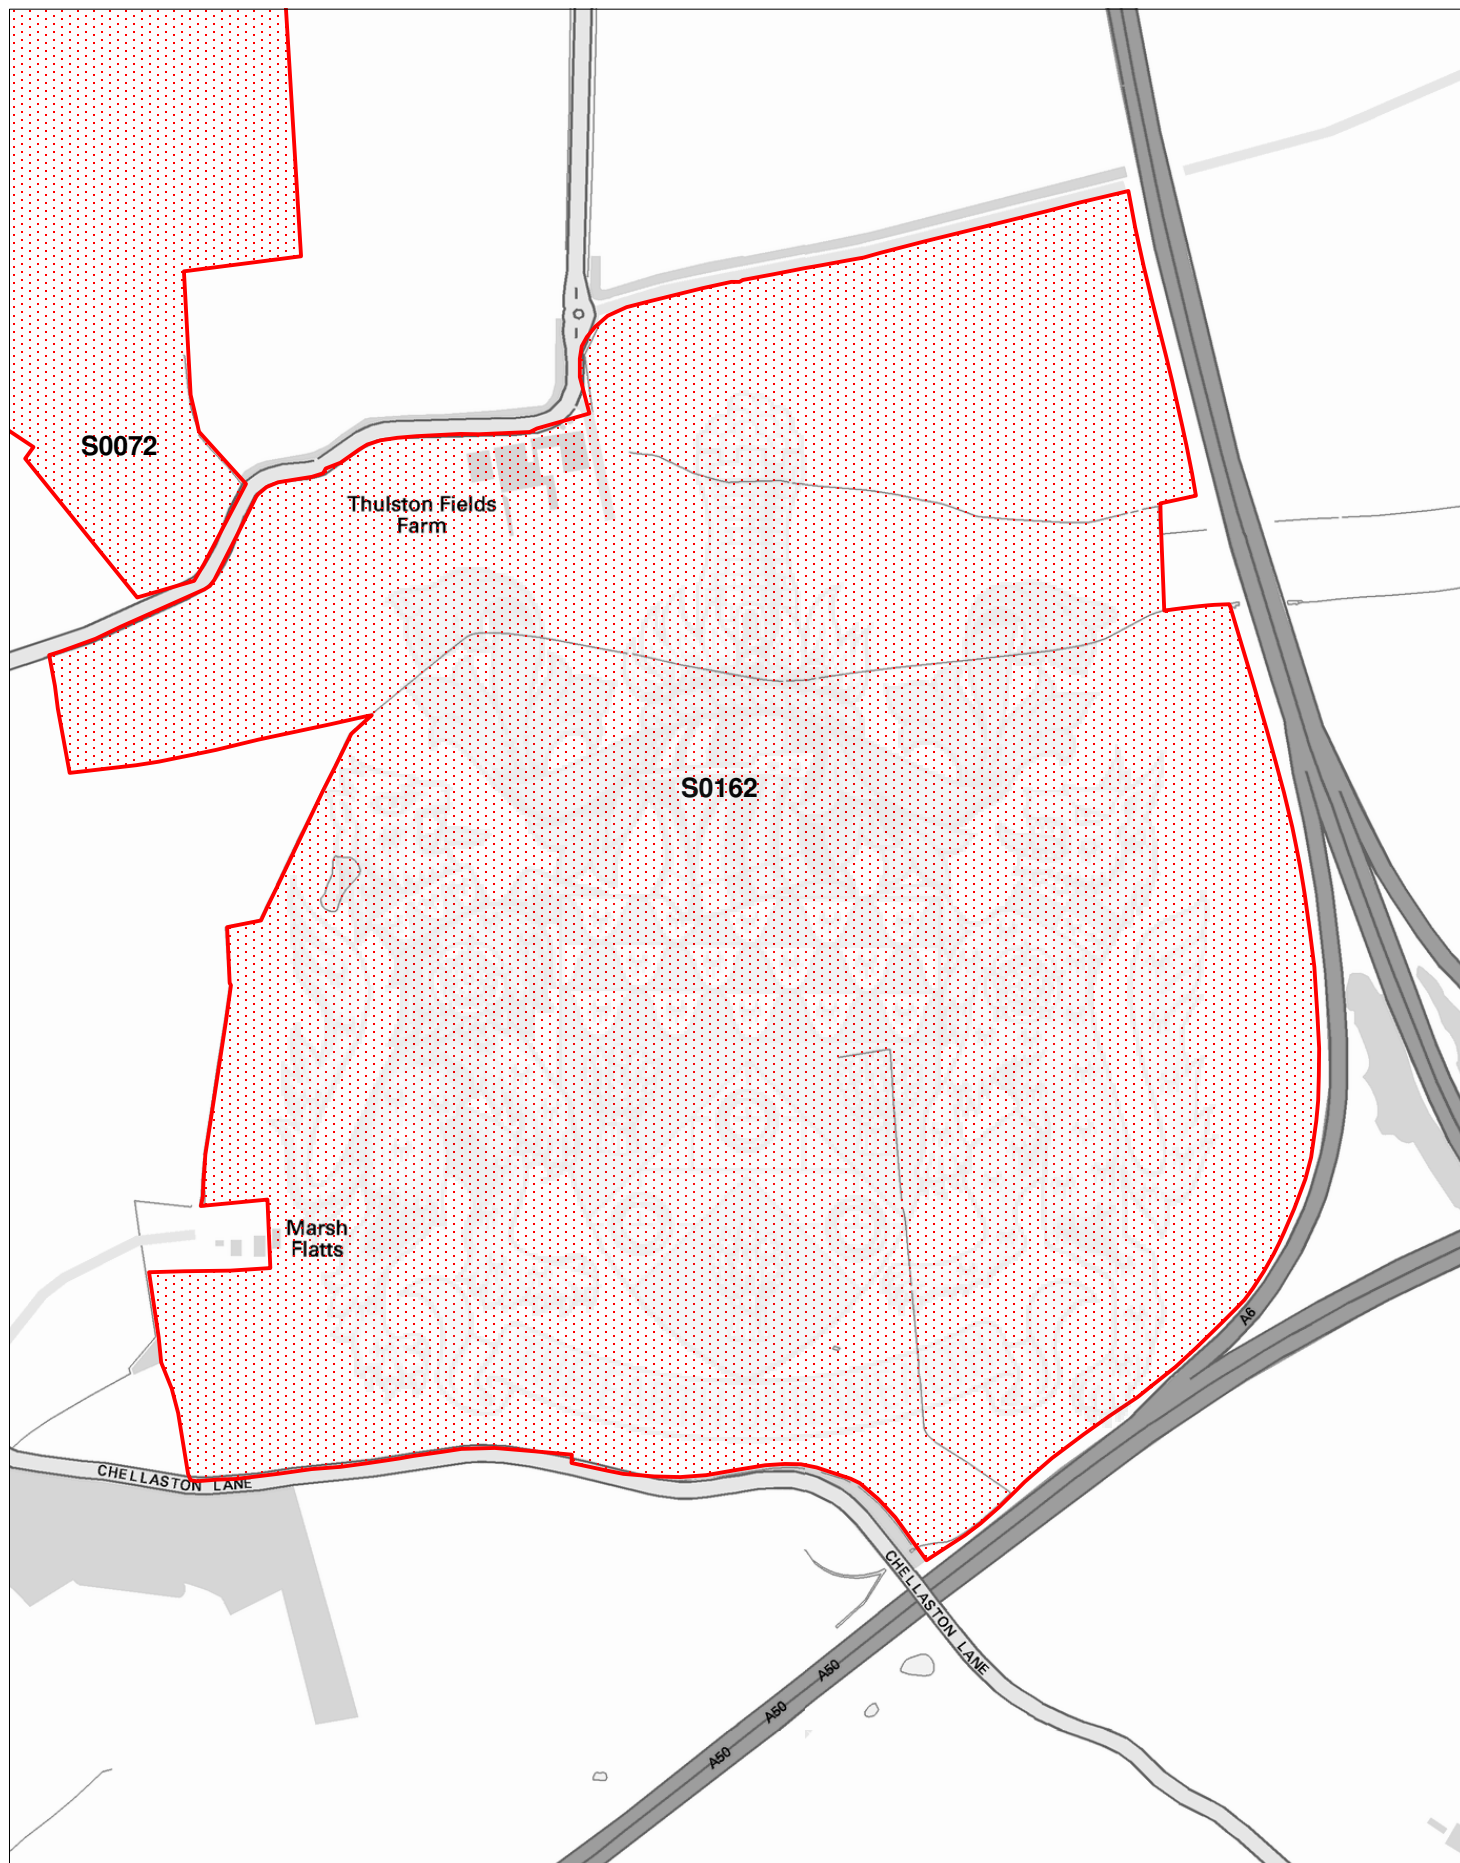 S0072
Thulston Fields
Farm
S0162
Marsh
Flatts
A6
CHELLASTON LANE
CHELLASTON LANE
A50
A50
A50